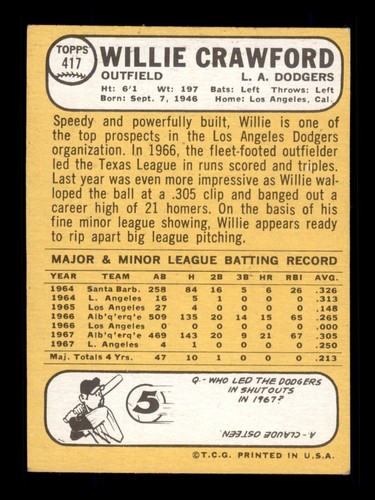 TOPPS
417
WILLIE CRAWFORD
OUTFIELD L. A. DODGERS
Ht: 6'1 Wt: 197 Bats: Left Throws: Left
Born: Sept. 7, 1946 Home: Los Angeles, Cal.
Speedy and powerfully built, Willie is one of
the top prospects in the Los Angeles Dodgers
organization. In 1966, the fleet-footed outfielder
led the Texas League in runs scored and triples.
Last year was even more impressive as Willie wal-
loped the ball at a .305 clip and banged out a
career high of 21 homers. On the basis of his
fine minor league showing, Willie appears ready
to rip apart big league pitching.
MAJOR & MINOR LEAGUE BATTING RECORD
YEAR TEAM AB H 2B 3B HR RBI AVG.
1964 Santa Barb. 258 84 16 5 6 26 .326
1964 L. Angeles 16 5 1 0 0 0 .313
1965 L. Angeles 27 4 0 0 0 0 .148
1966 Alb'q'erq'e 509 135 20 14 15 65 .265
1966 L. Angeles 0 0 0 0 0 0 .000
1967 Alb'q'erq'e 469 143 20 9 21 67 .305
1967 L. Angeles 4 1 0 0 0 0 .250
Maj. Totals 4 Yrs. 47 10 1 0 0 0 .213
5
Q.- WHO LED THE DODGERS
IN SHUTOUTS
IN 1967?
A.- CLAUDE OSTEEN.
©T.C.G. PRINTED IN U.S.A.